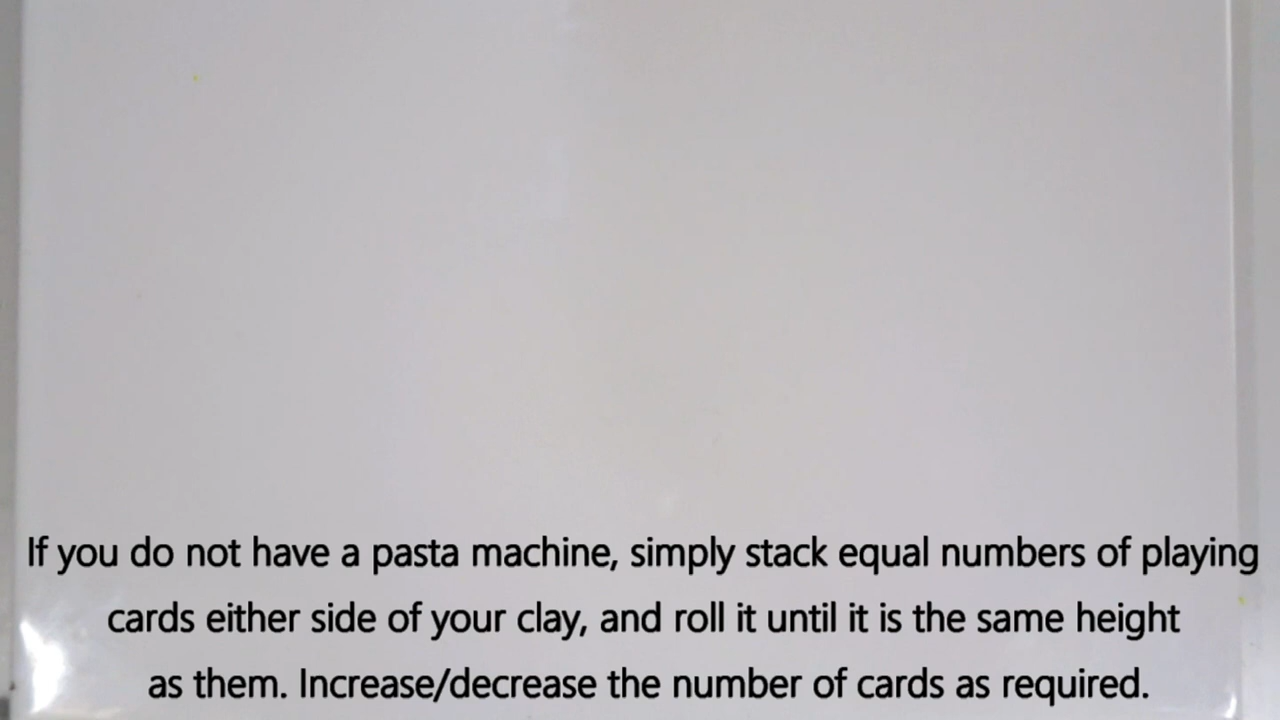 If you do not have a pasta machine, simply stack equal numbers of playing
cards either side of your clay, and roll it until it is the same height
as them. Increase/decrease the number of cards as required.